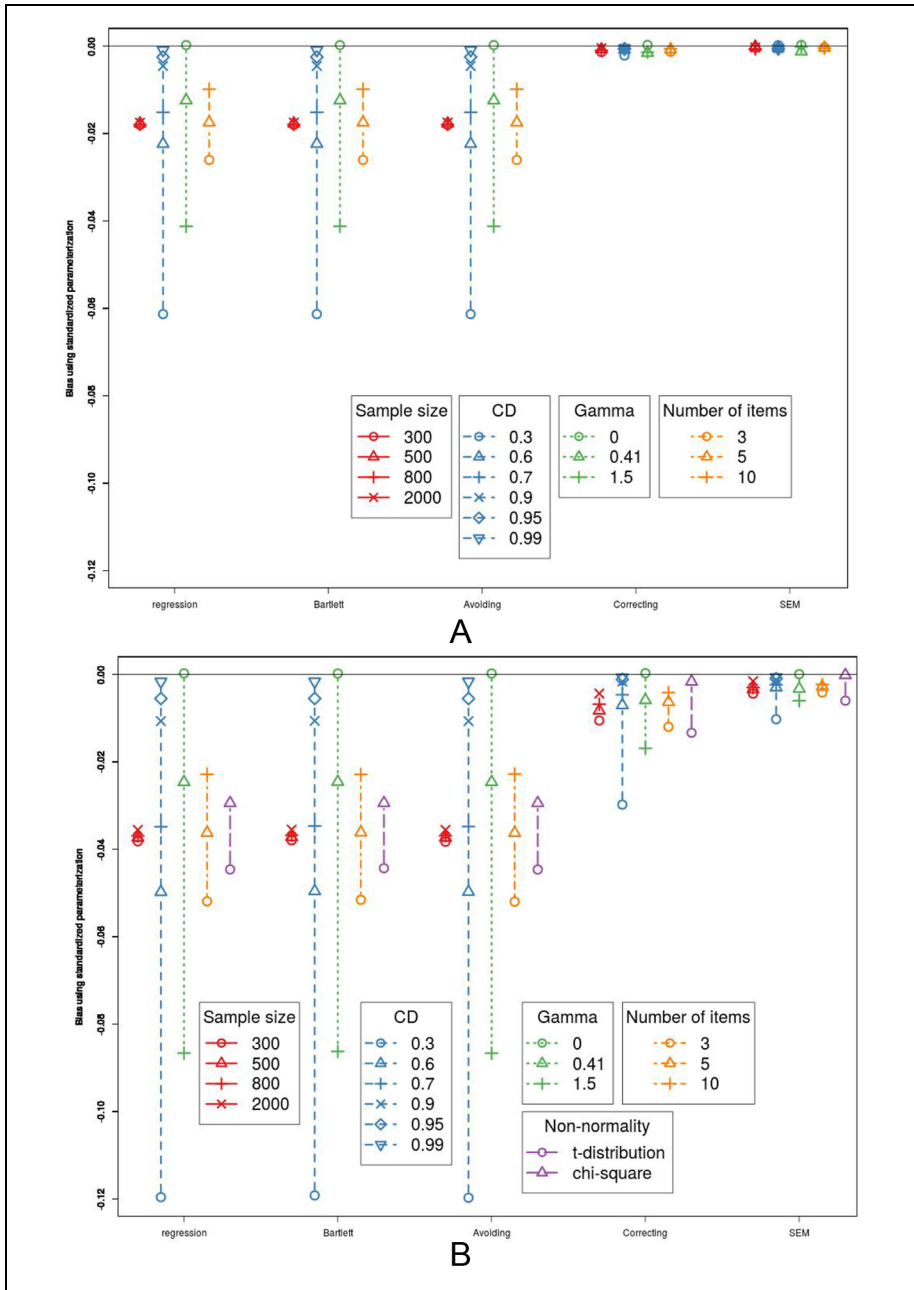 Bias using standardized parameterization
0.00
-0.02
-0.04
-0.06
-0.08
-0.10
-0.12
Sample size
300
500
800
2000
CD
0.3
0.6
0.7
0.9
0.95
0.99
Gamma
0
0.41
1.5
Number of items
3
5
10
regression Bartlett Avoiding Correcting SEM
A
Bias using standardized parameterization
0.00
-0.02
-0.04
-0.06
-0.08
-0.10
-0.12
Sample size
300
500
800
2000
CD
0.3
0.6
0.7
0.9
0.95
0.99
Gamma
0
0.41
1.5
Number of items
3
5
10
Non-normality
t-distribution
chi-square
regression Bartlett Avoiding Correcting SEM
B